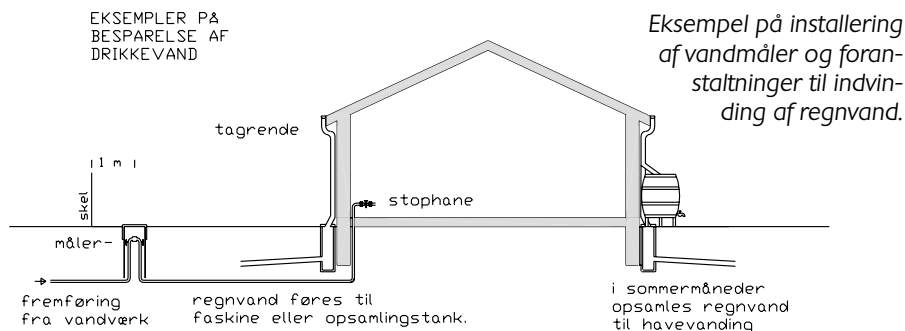 EKSEMPLER PÅ
BESPARELSE AF
DRIKKEVAND
Eksempel på installering
af vandmåler og foran-
staltninger til indvin-
ding af regnvand.
tagrende
1 m
skel
stophane
måler
fremføring
fra vandværk
regnvand føres til
faskine eller opsamlingstank.
i sommermåneder
opsamles regnvand
til havevanding